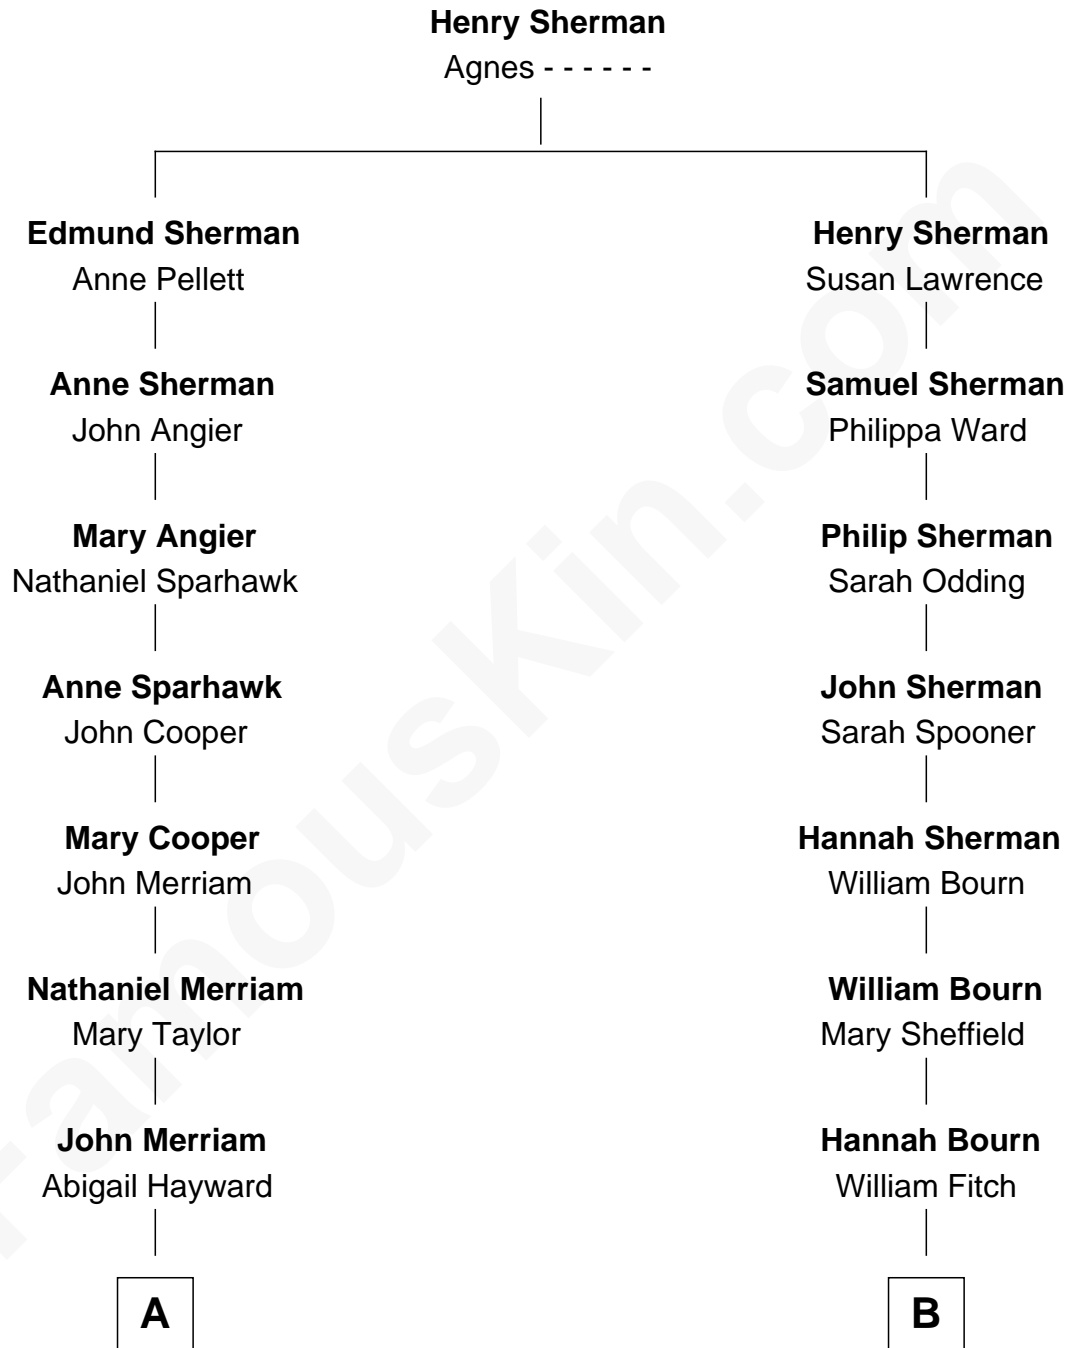 Henry Sherman
Agnes - - - - - -
Edmund Sherman
Anne Pellett
Henry Sherman
Susan Lawrence
Anne Sherman
John Angier
Samuel Sherman
Philippa Ward
Mary Angier
Nathaniel Sparhawk
Philip Sherman
Sarah Odding
Anne Sparhawk
John Cooper
John Sherman
Sarah Spooner
Mary Cooper
John Merriam
Hannah Sherman
William Bourn
Nathaniel Merriam
Mary Taylor
William Bourn
Mary Sheffield
John Merriam
Abigail Hayward
Hannah Bourn
William Fitch
A
B
FamousKin.com